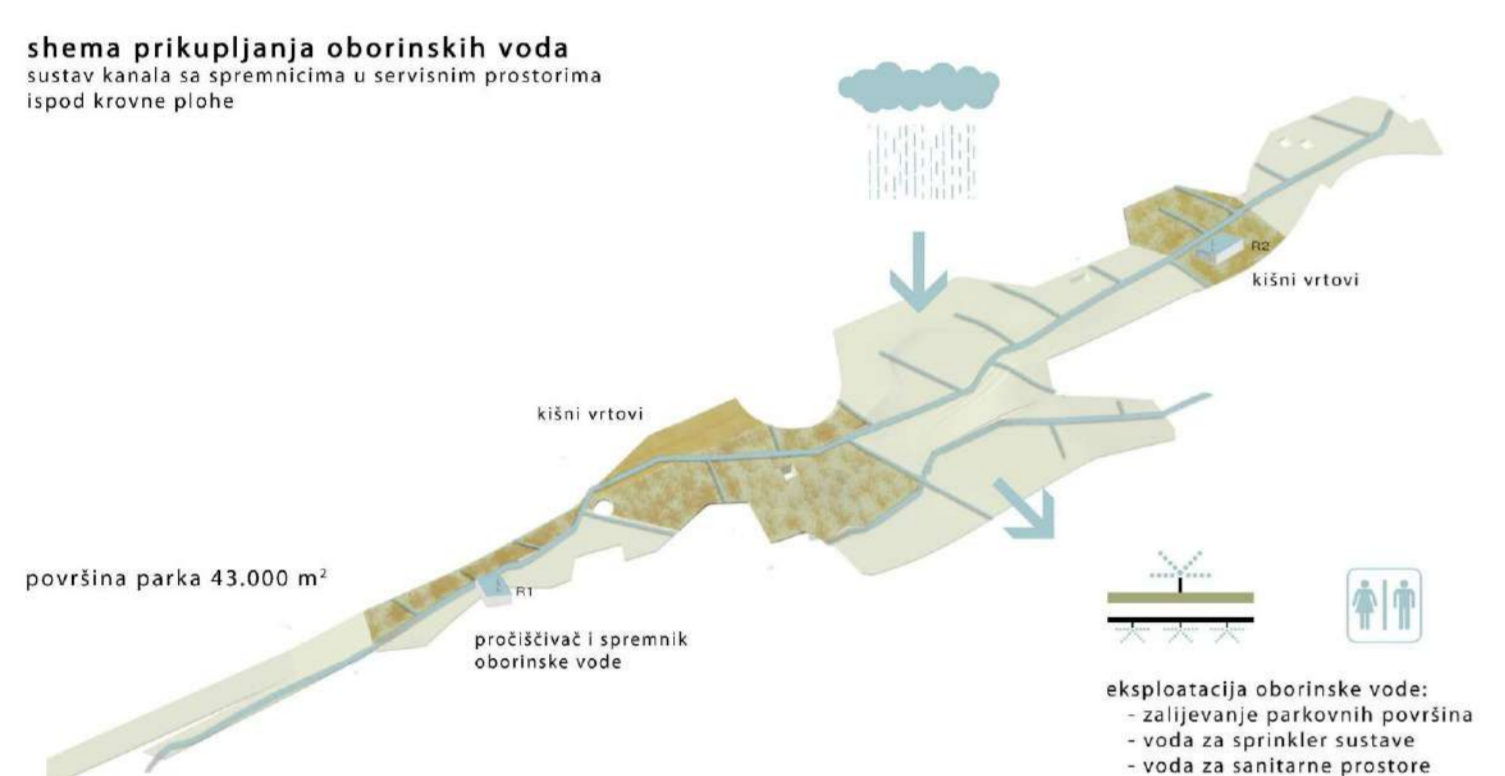 shema prikupljanja oborinskih voda
sustav kanala sa spremnicima u servisnim prostorima
ispod krovne plohe
R2
kišni vrtovi
kišni vrtovi
površina parka 43.000 m²
R1
pročiščivač i spremnik
oborinske vode
eksploatacija oborinske vode:
- zalijevanje parkovnih površina
- voda za sprinkler sustave
- voda za sanitarne prostore